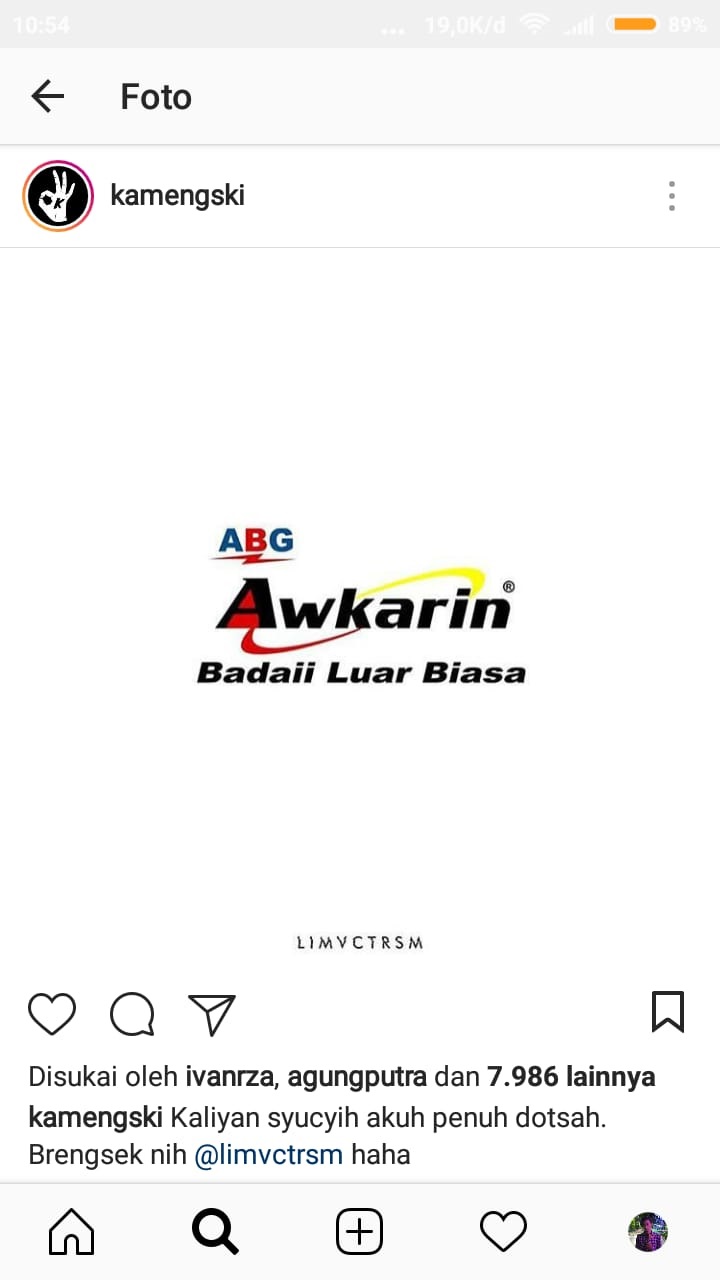 10:54 ... 19,0K/d 89%
Foto
kamengski
ABG
Awkarin®
Badaii Luar Biasa
LIMVCTRSM
Disukai oleh ivanrza, agungputra dan 7.986 lainnya
kamengski Kaliyan syucyih akuh penuh dotsah.
Brengsek nih @limvctrsm haha